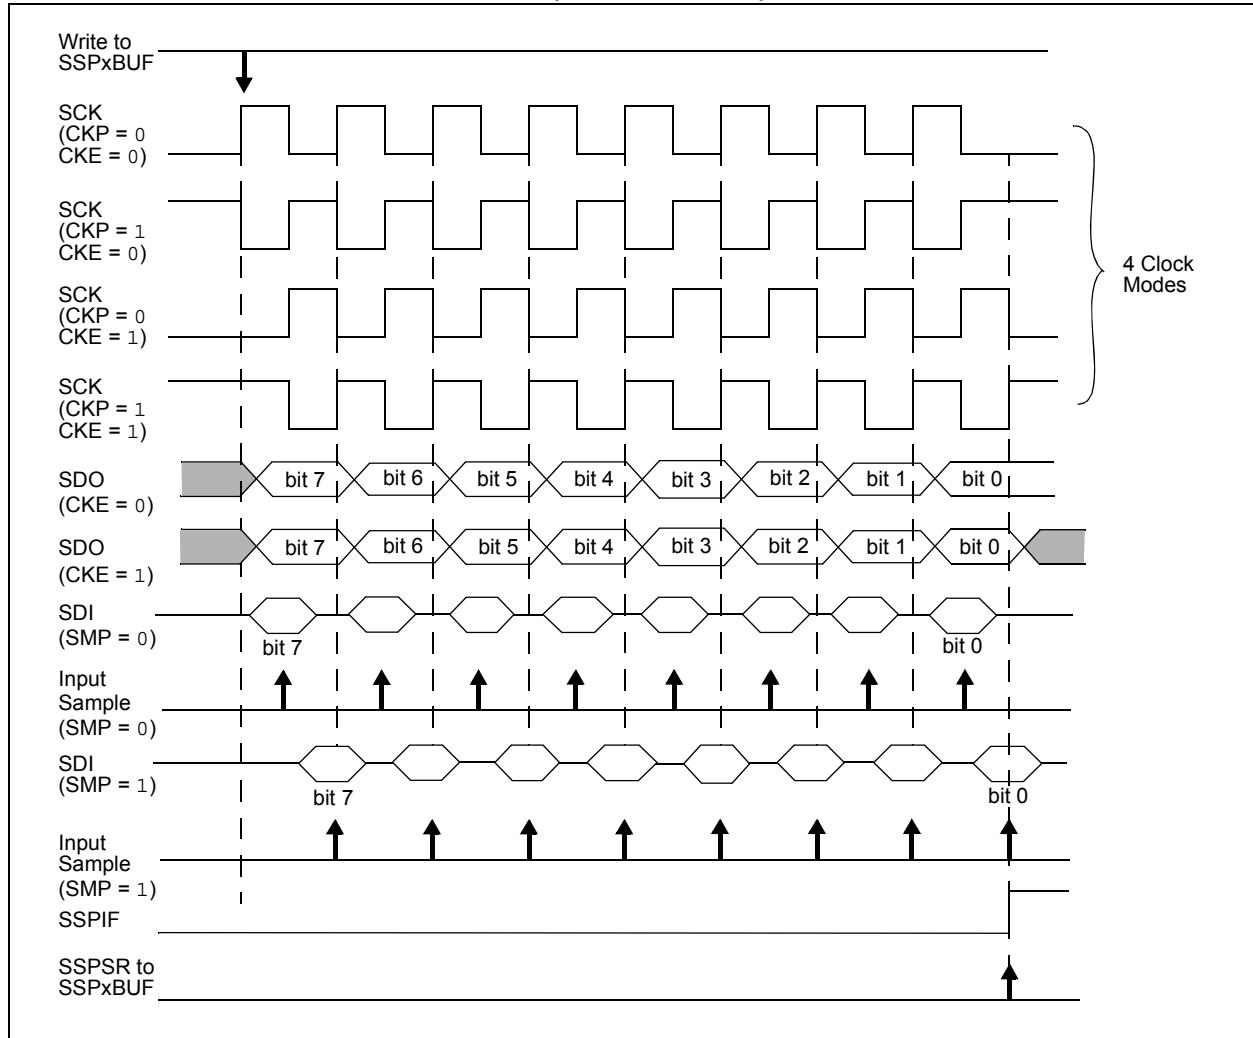 Write to
SSPxBUF
SCK
(CKP = 0
CKE = 0)
SCK
(CKP = 1
CKE = 0)
SCK
(CKP = 0
CKE = 1)
4 Clock
Modes
SCK
(CKP = 1
CKE = 1)
SDO
(CKE = 0)
bit 7 bit 6 bit 5 bit 4 bit 3 bit 2 bit 1 bit 0
SDO
(CKE = 1)
bit 7 bit 6 bit 5 bit 4 bit 3 bit 2 bit 1 bit 0
SDI
(SMP = 0)
bit 7 bit 0
Input
Sample
(SMP = 0)
SDI
(SMP = 1)
bit 7 bit 0
Input
Sample
(SMP = 1)
SSPIF
SSPSR to
SSPxBUF